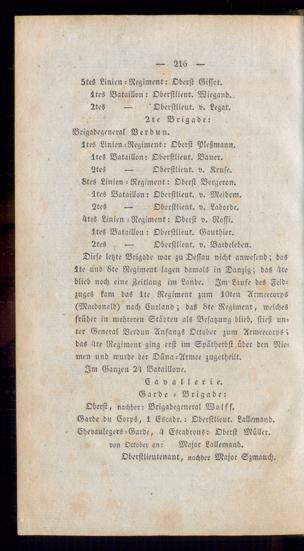 — 216 —
5tes Linien=Regiment: Oberst Gissot.
1tes Bataillon: Oberstlieut. Wiegand.
2tes — Oberstlieut. v. Legat.
2te Brigade:
Brigadegeneral Verdun.
1tes Linien=Regiment: Oberst Pleßmann.
1tes Bataillon: Oberstlieut. Bauer.
2tes — Oberstlieut. v. Kruse.
8tes Linien=Regiment: Oberst Bergeron.
1tes Bataillon: Oberstlieut. v. Meibom.
2tes — Oberstlieut. v. Laborde.
4tes Linien=Regiment: Oberst v. Rossi.
1tes Bataillon: Oberstlieut. Gauthier.
2tes — Oberstlieut. v. Bardeleben.
Diese letzte Brigade war zu Dessau nicht anwesend; das
1te und 8te Regiment lagen damals in Danzig; das 4te
blieb noch eine Zeitlang im Lande. Im Laufe des Feld=
zuges kam das 1te Regiment zum 10ten Armeecorps
(Macdonald) nach Curland; das 8te Regiment, welches
früher in mehreren Städten als Besatzung blieb, stieß un=
ter General Verdun Anfangs October zum Armeecorps;
das 4te Regiment ging erst im Spätherbst über den Nie=
men und wurde der Düna=Armee zugetheilt.
Im Ganzen 24 Bataillone.
Cavallerie.
Garde=Brigade:
Oberst, nachher: Brigadegeneral Wolff.
Garde du Corps, 1 Escadr.: Oberstlieut. Lallemand.
Chevaulegers=Garde, 4 Escadrons: Oberst Müller.
von October an: Major Lallemand.
Oberstlieutenant, nachher Major Szmauch.